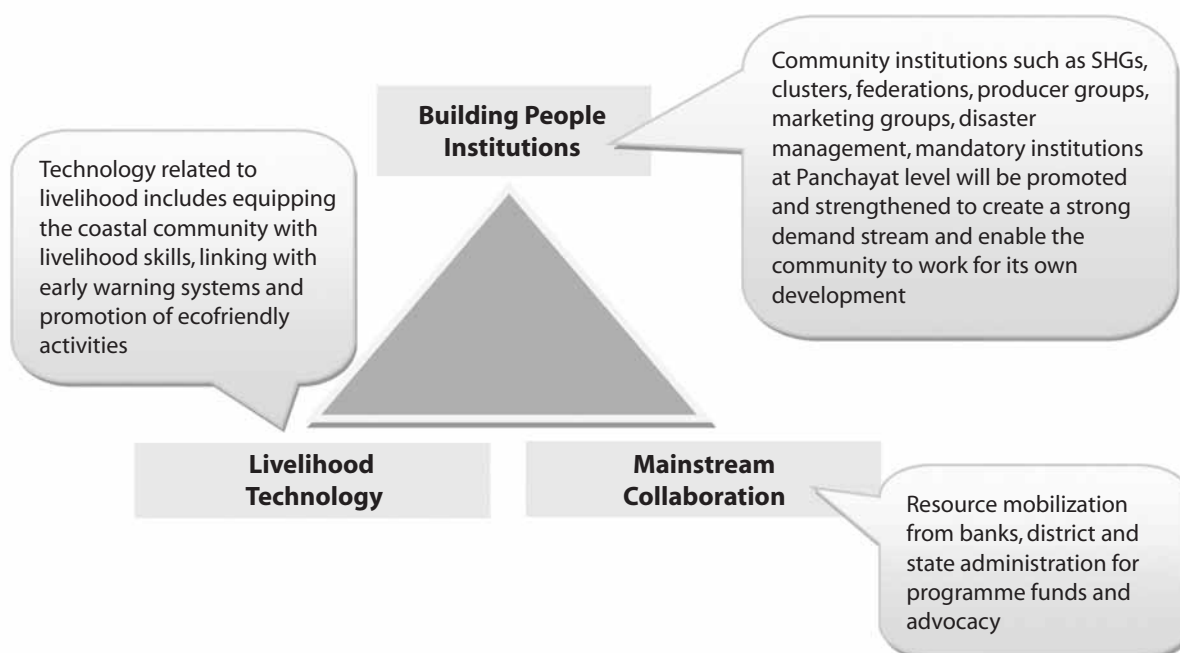 Building People
Institutions
Community institutions such as SHGs,
clusters, federations, producer groups,
marketing groups, disaster
management, mandatory institutions
at Panchayat level will be promoted
and strengthened to create a strong
demand stream and enable the
community to work for its own
development
Technology related to
livelihood includes equipping
the coastal community with
livelihood skills, linking with
early warning systems and
promotion of ecofriendly
activities
Livelihood
Technology
Mainstream
Collaboration
Resource mobilization
from banks, district and
state administration for
programme funds and
advocacy